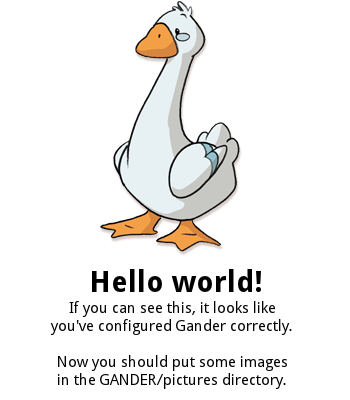 Hello world!
If you can see this, it looks like
you've configured Gander correctly.
Now you should put some images
in the GANDER/pictures directory.